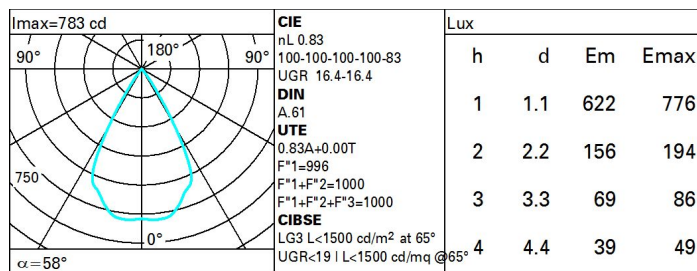 Imax=783 cd
90° 180° 90°
750
0°
α=58°
CIE
nL 0.83
100-100-100-100-83
UGR 16.4-16.4
DIN
A.61
UTE
0.83A+0.00T
F"1=996
F"1+F"2=1000
F"1+F"2+F"3=1000
CIBSE
LG3 L<1500 cd/m² at 65°
UGR<19 | L<1500 cd/mq @65°
Lux
h d Em Emax
1 1.1 622 776
2 2.2 156 194
3 3.3 69 86
4 4.4 39 49